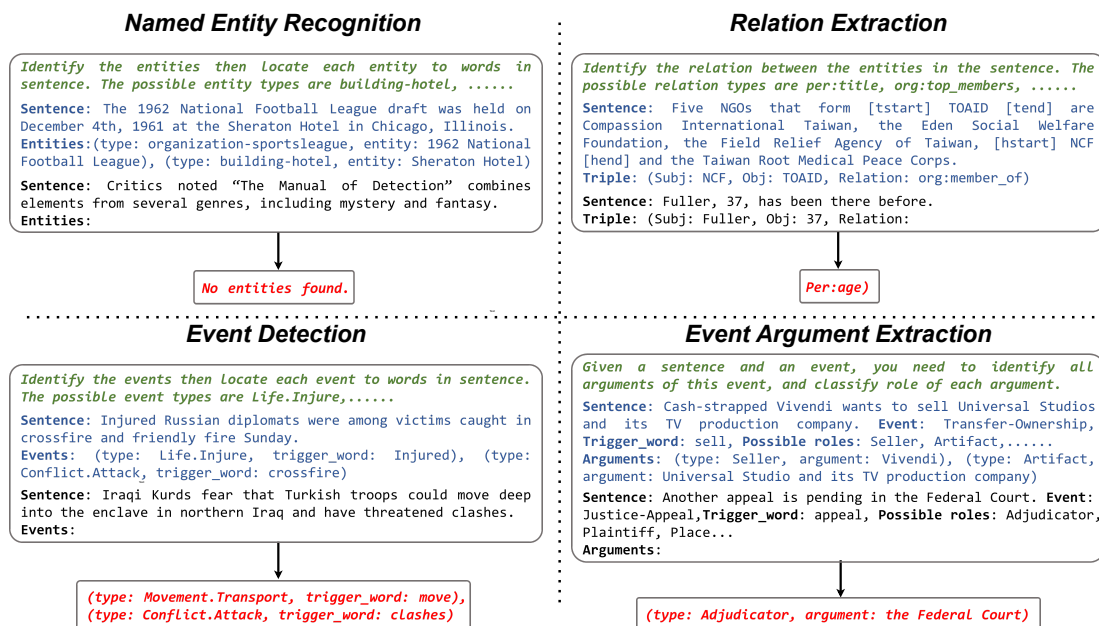 Named Entity Recognition
Identify the entities then locate each entity to words in
sentence. The possible entity types are building-hotel, ......
Sentence: The 1962 National Football League draft was held on
December 4th, 1961 at the Sheraton Hotel in Chicago, Illinois.
Entities:(type: organization-sportsleague, entity: 1962 National
Football League), (type: building-hotel, entity: Sheraton Hotel)
Sentence: Critics noted “The Manual of Detection” combines
elements from several genres, including mystery and fantasy.
Entities:
No entities found.
Relation Extraction
Identify the relation between the entities in the sentence. The
possible relation types are per:title, org:top_members, ......
Sentence: Five NGOs that form [tstart] TOAID [tend] are
Compassion International Taiwan, the Eden Social Welfare
Foundation, the Field Relief Agency of Taiwan, [hstart] NCF
[hend] and the Taiwan Root Medical Peace Corps.
Triple: (Subj: NCF, Obj: TOAID, Relation: org:member_of)
Sentence: Fuller, 37, has been there before.
Triple: (Subj: Fuller, Obj: 37, Relation:
Per:age)
Event Detection
Identify the events then locate each event to words in sentence.
The possible event types are Life.Injure,......
Sentence: Injured Russian diplomats were among victims caught in
crossfire and friendly fire Sunday.
Events: (type: Life.Injure, trigger_word: Injured), (type:
Conflict.Attack, trigger_word: crossfire)
Sentence: Iraqi Kurds fear that Turkish troops could move deep
into the enclave in northern Iraq and have threatened clashes.
Events:
(type: Movement.Transport, trigger_word: move),
(type: Conflict.Attack, trigger_word: clashes)
Event Argument Extraction
Given a sentence and an event, you need to identify all
arguments of this event, and classify role of each argument.
Sentence: Cash-strapped Vivendi wants to sell Universal Studios
and its TV production company. Event: Transfer-Ownership,
Trigger_word: sell, Possible roles: Seller, Artifact,......
Arguments: (type: Seller, argument: Vivendi), (type: Artifact,
argument: Universal Studio and its TV production company)
Sentence: Another appeal is pending in the Federal Court. Event:
Justice-Appeal,Trigger_word: appeal, Possible roles: Adjudicator,
Plaintiff, Place...
Arguments:
(type: Adjudicator, argument: the Federal Court)